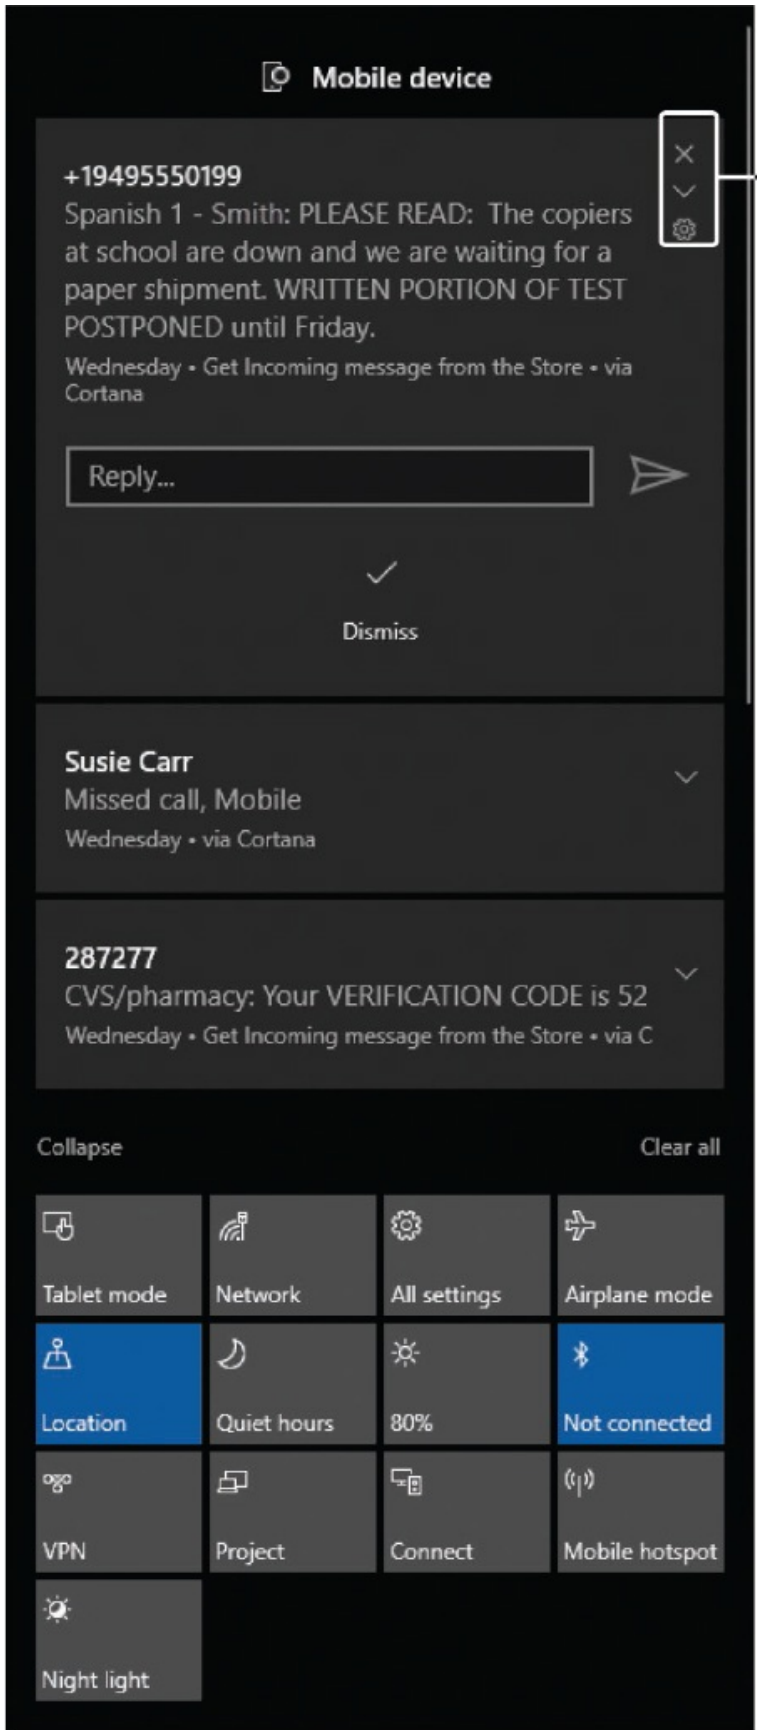 Mobile device
+19495550199
Spanish 1 - Smith: PLEASE READ:  The copiers
at school are down and we are waiting for a
paper shipment. WRITTEN PORTION OF TEST
POSTPONED until Friday.
Wednesday • Get Incoming message from the Store • via
Cortana
Reply...
Dismiss
Susie Carr
Missed call, Mobile
Wednesday • via Cortana
287277
CVS/pharmacy: Your VERIFICATION CODE is 52
Wednesday • Get Incoming message from the Store • via C
Collapse Clear all
Tablet mode Network All settings Airplane mode
Location Quiet hours 80% Not connected
VPN Project Connect Mobile hotspot
Night light